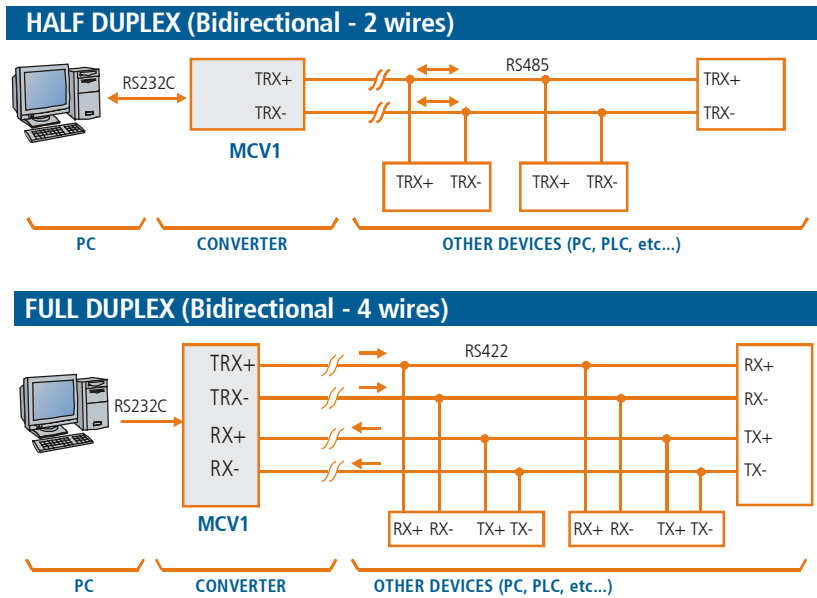 HALF DUPLEX (Bidirectional - 2 wires)
RS232C
TRX+
TRX-
MCV1
RS485
TRX+
TRX-
TRX+ TRX-
TRX+ TRX-
PC
CONVERTER
OTHER DEVICES (PC, PLC, etc...)
FULL DUPLEX (Bidirectional - 4 wires)
RS232C
TRX+
TRX-
RX+
RX-
MCV1
RS422
RX+
RX-
TX+
TX-
RX+ RX- TX+ TX-
RX+ RX- TX+ TX-
PC
CONVERTER
OTHER DEVICES (PC, PLC, etc...)